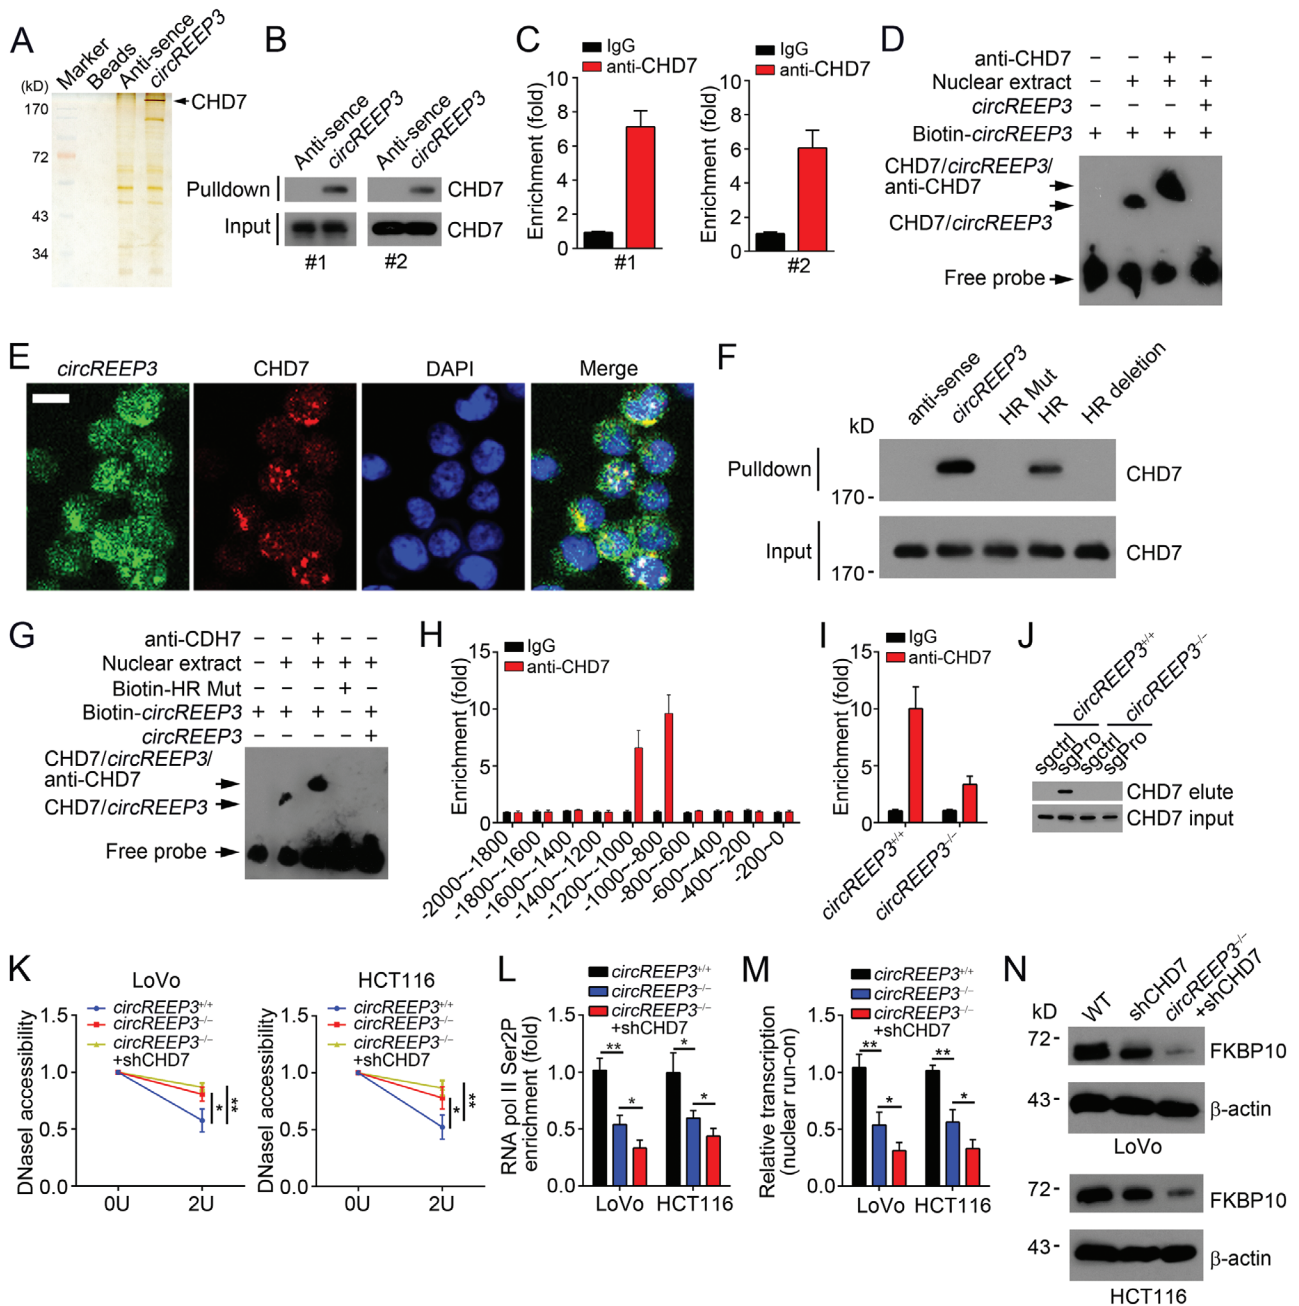 A
(kD)
Marker
Beads
Anti-sence
circREEP3
CHD7
170
72
43
34
B
Anti-sence
circREEP3
Anti-sence
circREEP3
Pulldown
CHD7
Input
CHD7
#1
#2
C
IgG
anti-CHD7
Enrichment (fold)
10
8
6
4
2
0
#1
IgG
anti-CHD7
Enrichment (fold)
10
8
6
4
2
0
#2
D
anti-CHD7 – – + –
Nuclear extract – + + +
circREEP3 – – – +
Biotin-circREEP3 + + + +
CHD7/circREEP3/
anti-CHD7
CHD7/circREEP3
Free probe
E
circREEP3
CHD7
DAPI
Merge
F
kD
anti-sense
circREEP3
HR Mut
HR
HR deletion
Pulldown
CHD7
170-
Input
CHD7
170-
G
anti-CDH7 – – + – –
Nuclear extract – + + + +
Biotin-HR Mut – – – + –
Biotin-circREEP3 + + + – +
circREEP3 – – – – +
CHD7/circREEP3/
anti-CHD7
CHD7/circREEP3
Free probe
H
IgG
anti-CHD7
Enrichment (fold)
15
10
5
0
-2000~-1800
-1800~-1600
-1600~-1400
-1400~-1200
-1200~-1000
-1000~-800
-800~-600
-600~-400
-400~-200
-200~0
I
IgG
anti-CHD7
Enrichment (fold)
15
10
5
0
circREEP3+/+
circREEP3−/−
J
circREEP3+/+
circREEP3−/−
sgctrl
sgPro
sgctrl
sgPro
CHD7 elute
CHD7 input
K
LoVo
circREEP3+/+
circREEP3−/−
circREEP3−/−
+shCHD7
DNaseI accessibility
1.5
1.0
0.5
0.0
0U
2U
*
**
HCT116
circREEP3+/+
circREEP3−/−
circREEP3−/−
+shCHD7
DNaseI accessibility
1.5
1.0
0.5
0.0
0U
2U
*
**
L
circREEP3+/+
circREEP3−/−
circREEP3−/−
+shCHD7
RNA pol II Ser2P
enrichment (fold)
1.5
1.0
0.5
0.0
**
*
*
*
LoVo
HCT116
M
circREEP3+/+
circREEP3−/−
circREEP3−/−
+shCHD7
Relative transcription
(nuclear run-on)
1.5
1.0
0.5
0.0
**
*
**
*
LoVo
HCT116
N
kD
WT
shCHD7
circREEP3−/−
+shCHD7
72-
FKBP10
43-
β-actin
LoVo
72-
FKBP10
43-
β-actin
HCT116